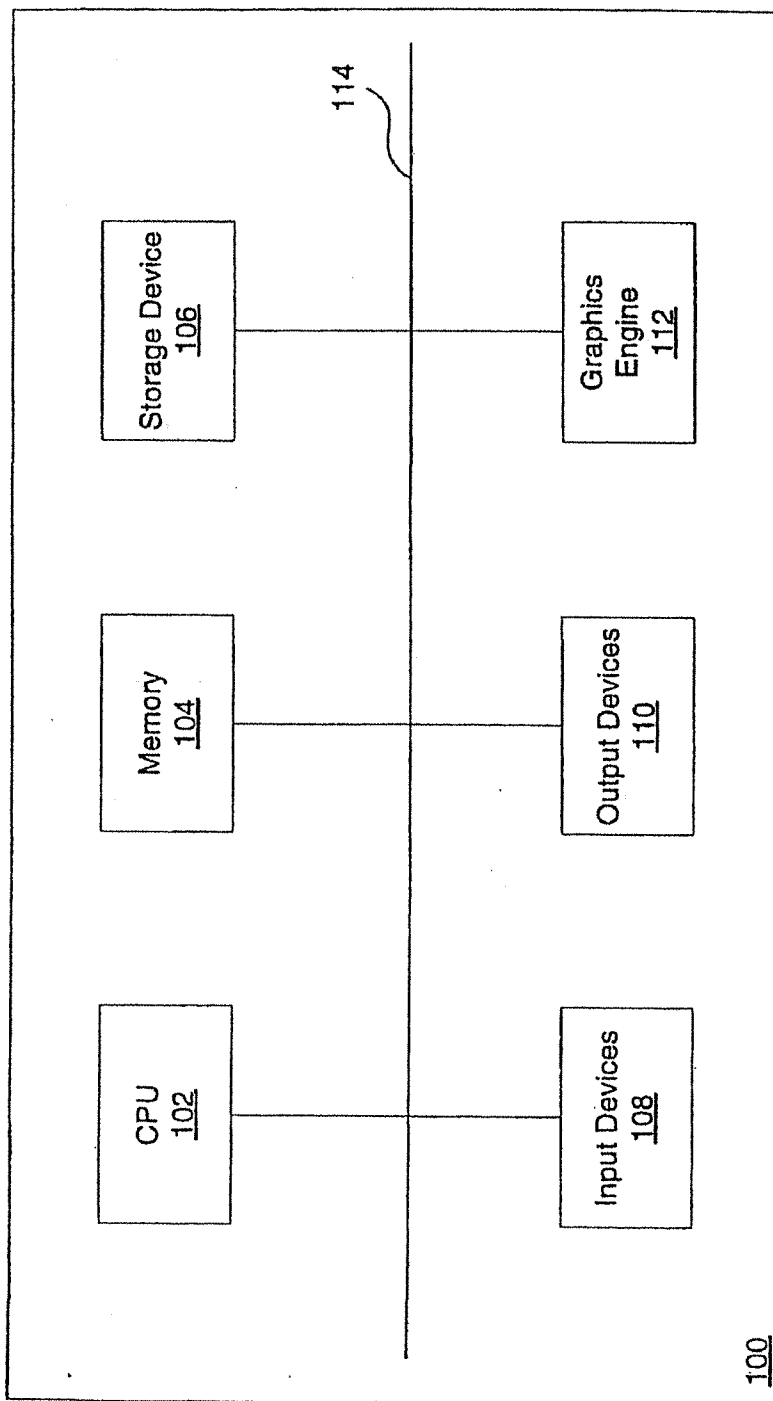 CPU
102
Memory
104
Storage Device
106
114
Input Devices
108
Output Devices
110
Graphics
Engine
112
100